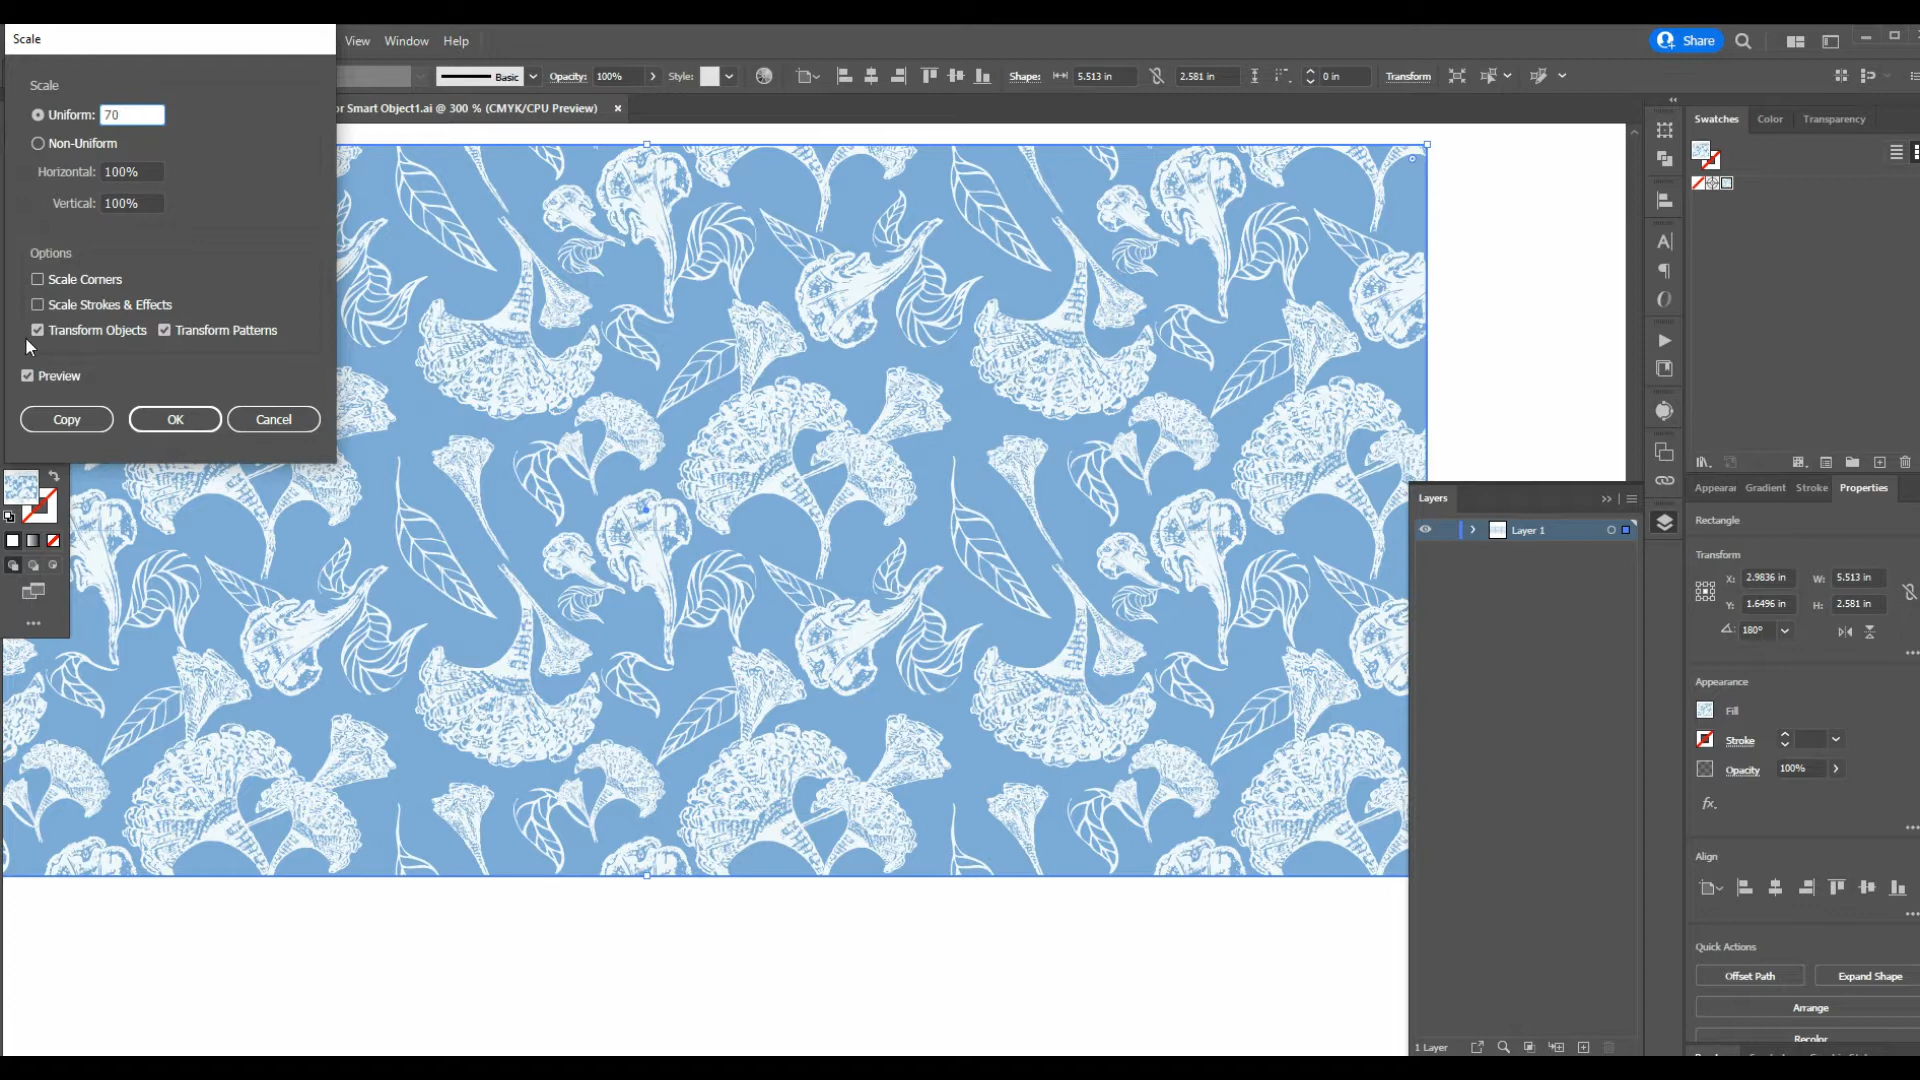 Scale
View Window Help
Share
Scale
Basic Opacity: 100% Style: Shape: 5.513 in 2.581 in 0 in Transform
Uniform: 70
or Smart Object1.ai @ 300 % (CMYK/CPU Preview) ×
Non-Uniform
Horizontal: 100%
Vertical: 100%
Options
Scale Corners
Scale Strokes & Effects
Transform Objects Transform Patterns
Preview
Copy OK Cancel
Swatches Color Transparency
Layers
Layer 1
1 Layer
Appear Gradient Stroke Properties
Rectangle
Transform
X: 2.9836 in W: 5.513 in
Y: 1.6496 in H: 2.581 in
180°
Appearance
Fill
Stroke
Opacity 100%
fx.
Align
Quick Actions
Offset Path Expand Shape
Arrange
Recolor